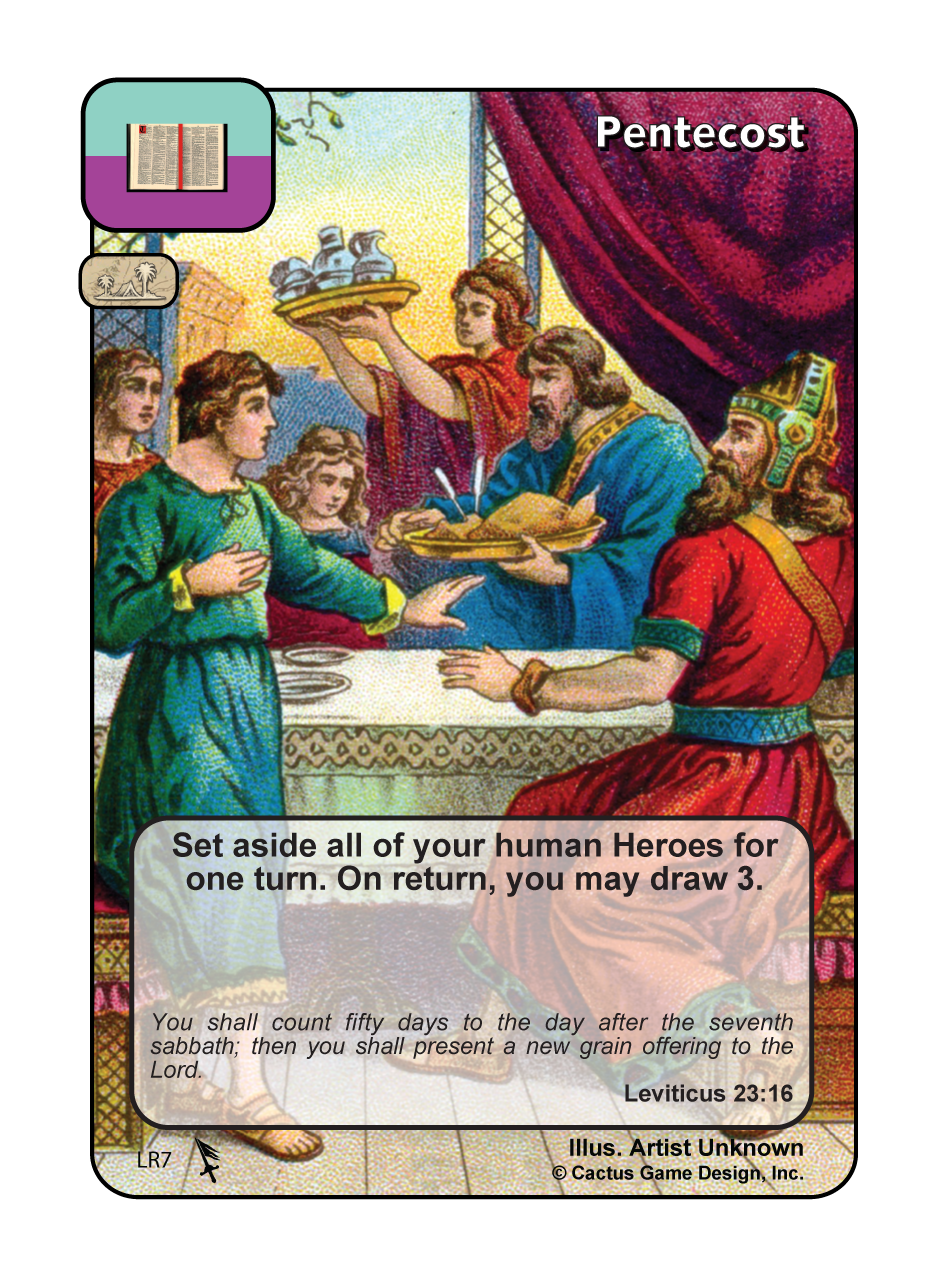 Pentecost
Set aside all of your human Heroes for
one turn. On return, you may draw 3.
You shall count fifty days to the day after the seventh
sabbath; then you shall present a new grain offering to the
Lord.
Leviticus 23:16
LR7
Illus. Artist Unknown
© Cactus Game Design, Inc.